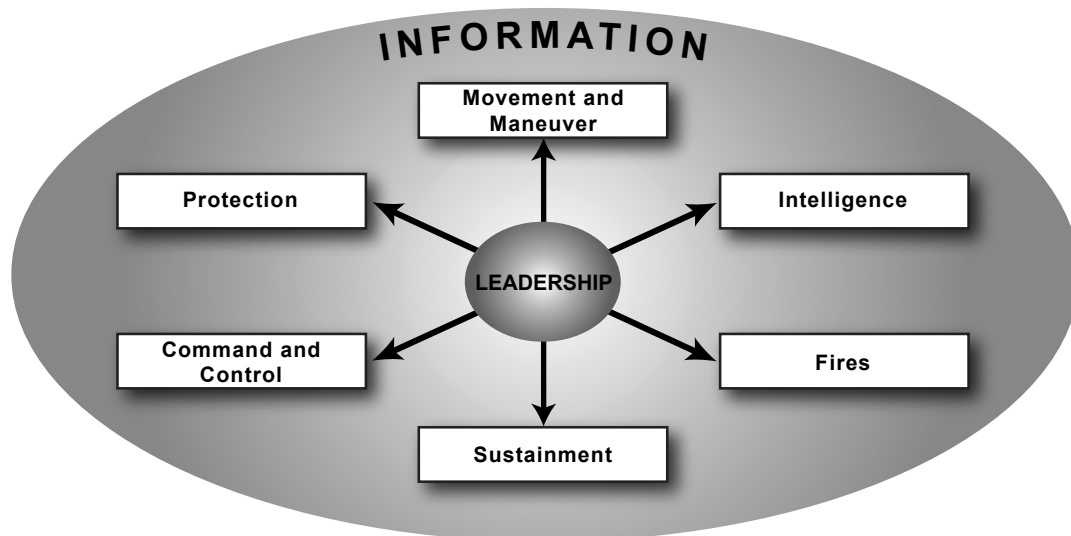 INFORMATION
Movement and
Maneuver
Protection
Intelligence
LEADERSHIP
Command and
Control
Fires
Sustainment